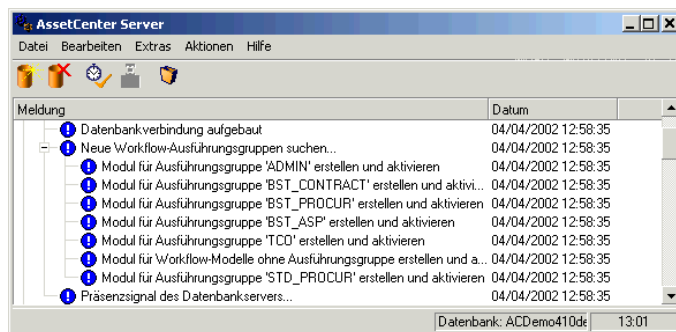 AssetCenter Server
Datei Bearbeiten Extras Aktionen Hilfe
Meldung Datum
Datenbankverbindung aufgebaut 04/04/2002 12:58:35
Neue Workflow-Ausführungsgruppen suchen... 04/04/2002 12:58:35
Modul für Ausführungsgruppe 'ADMIN' erstellen und aktivieren 04/04/2002 12:58:35
Modul für Ausführungsgruppe 'BST_CONTRACT' erstellen und aktivi... 04/04/2002 12:58:35
Modul für Ausführungsgruppe 'BST_PROCUR' erstellen und aktivieren 04/04/2002 12:58:35
Modul für Ausführungsgruppe 'BST_ASP' erstellen und aktivieren 04/04/2002 12:58:35
Modul für Ausführungsgruppe 'TCO' erstellen und aktivieren 04/04/2002 12:58:35
Modul für Workflow-Modelle ohne Ausführungsgruppe erstellen und a... 04/04/2002 12:58:35
Modul für Ausführungsgruppe 'STD_PROCUR' erstellen und aktivieren 04/04/2002 12:58:35
Präsenzsignal des Datenbankservers... 04/04/2002 12:58:35
Datenbank: ACDemo410de 13:01